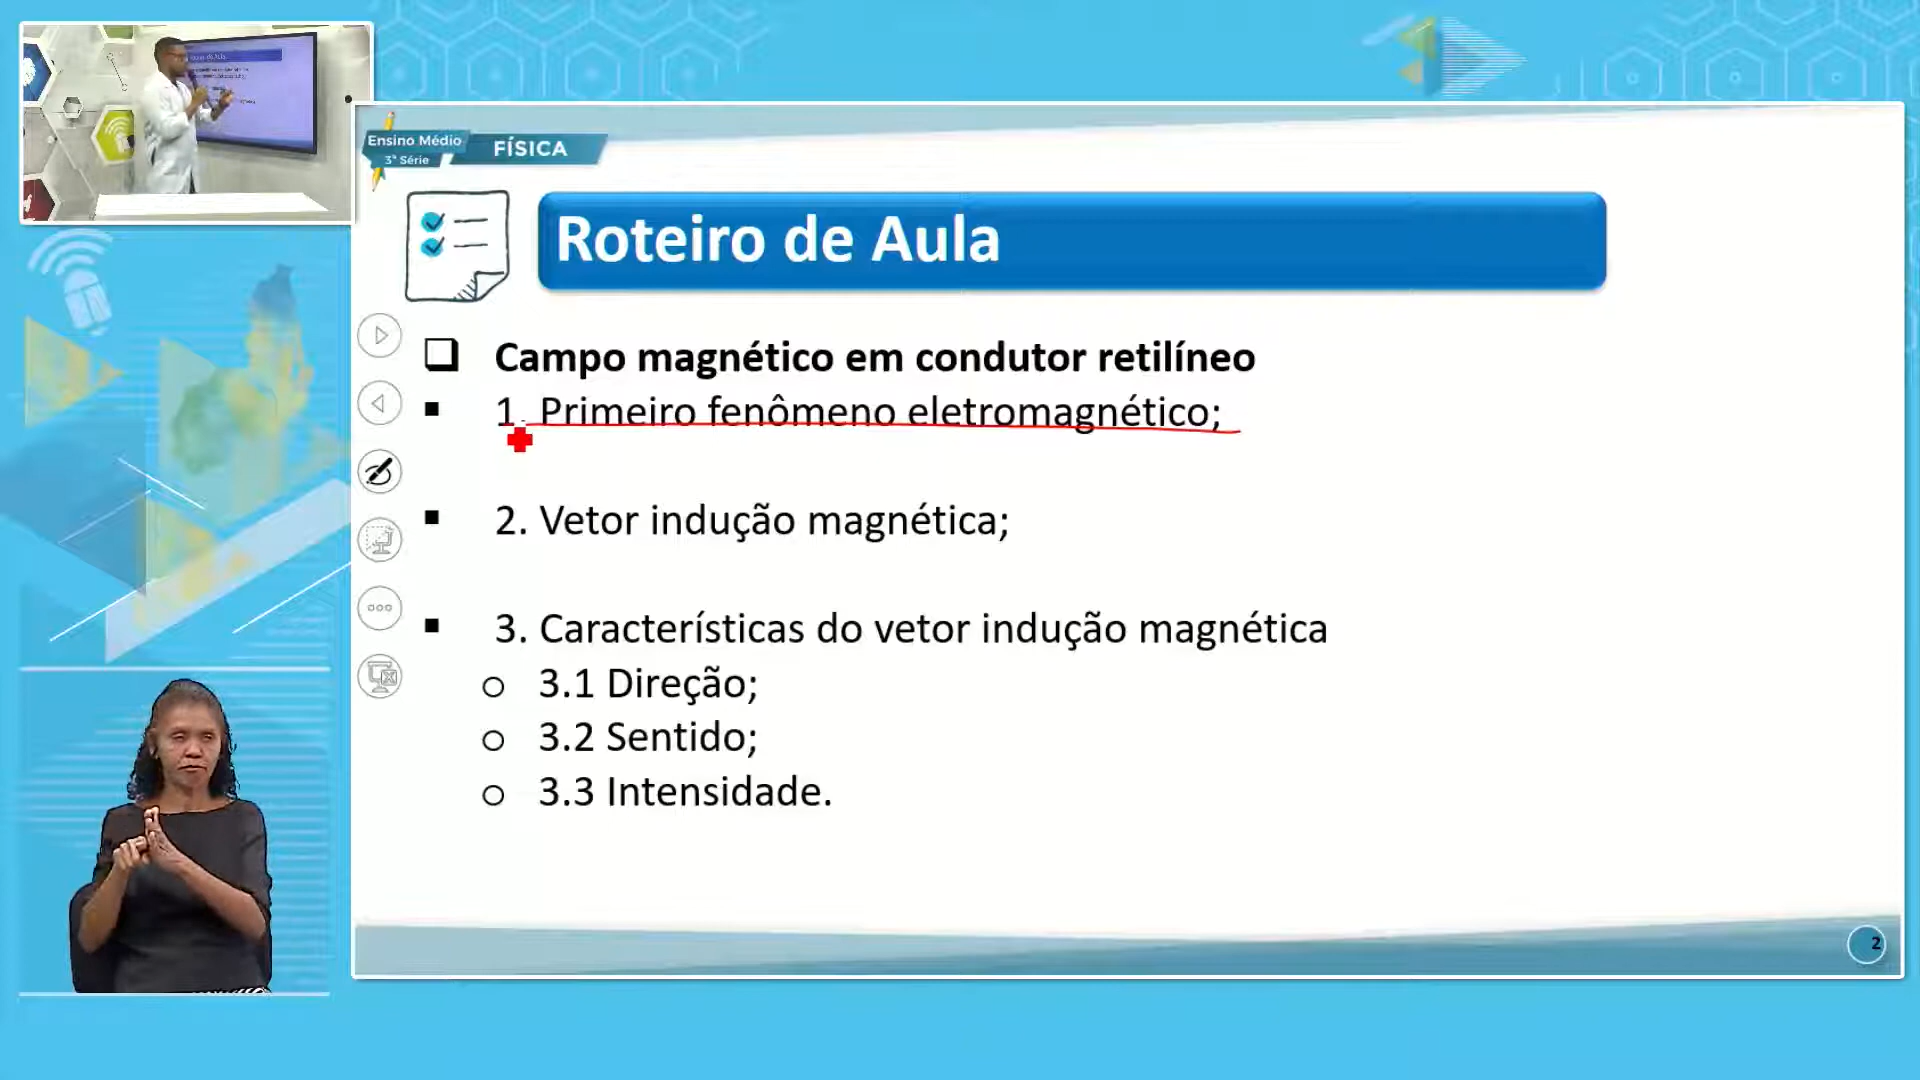 Ensino Médio
3ª Série
FÍSICA
Roteiro de Aula
Campo magnético em condutor retilíneo
1. Primeiro fenômeno eletromagnético;
2. Vetor indução magnética;
3. Características do vetor indução magnética
3.1 Direção;
3.2 Sentido;
3.3 Intensidade.
2